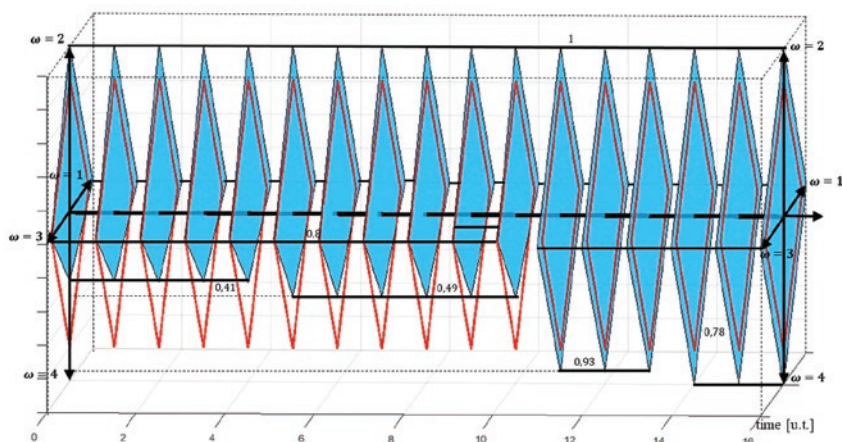 ω = 2
1
ω = 2
ω = 1
ω = 1
ω = 3
0,8
ω = 3
0,41
0,49
0,78
0,93
ω = 4
ω = 4
time [u.t.]
0 2 4 6 8 10 12 14 16